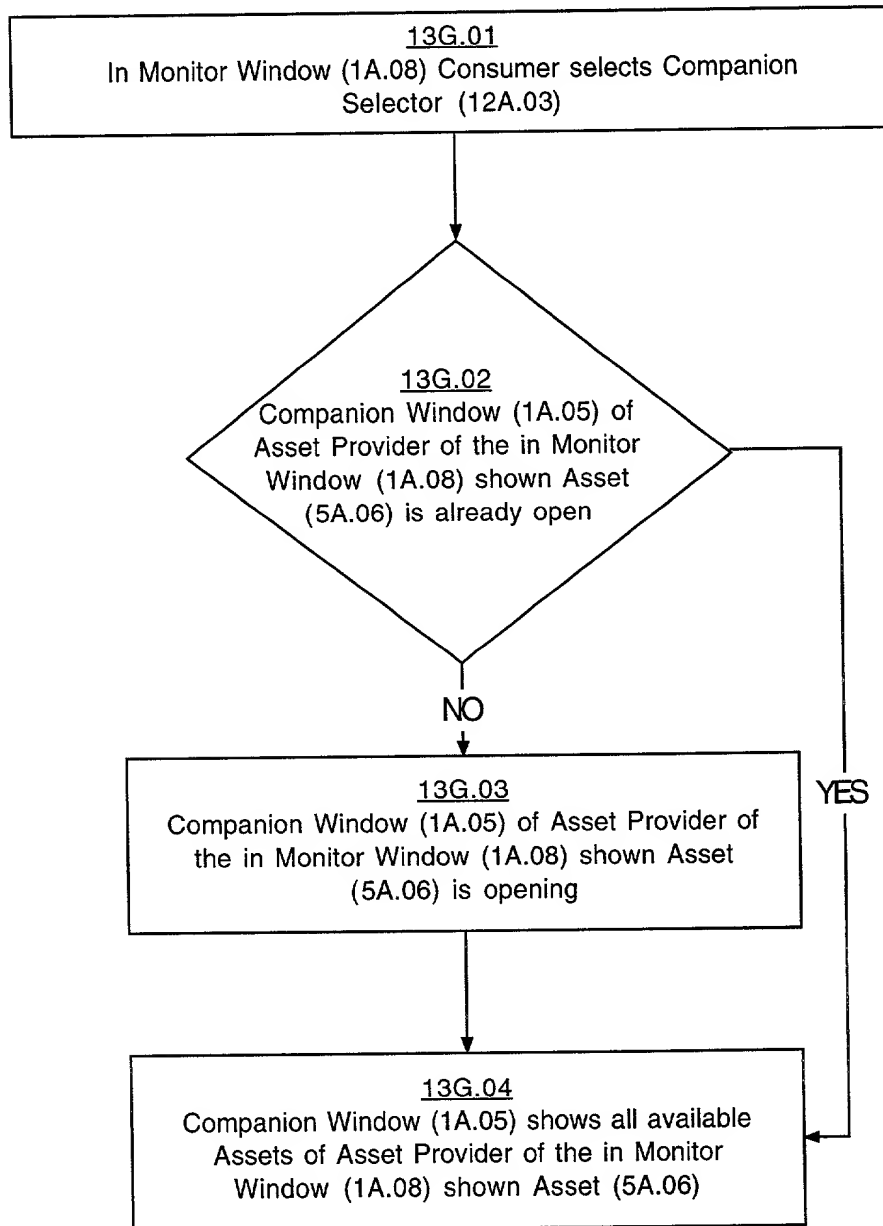 13G.01
In Monitor Window (1A.08) Consumer selects Companion
Selector (12A.03)
13G.02
Companion Window (1A.05) of
Asset Provider of the in Monitor
Window (1A.08) shown Asset
(5A.06) is already open
NO
YES
13G.03
Companion Window (1A.05) of Asset Provider of
the in Monitor Window (1A.08) shown Asset
(5A.06) is opening
13G.04
Companion Window (1A.05) shows all available
Assets of Asset Provider of the in Monitor
Window (1A.08) shown Asset (5A.06)